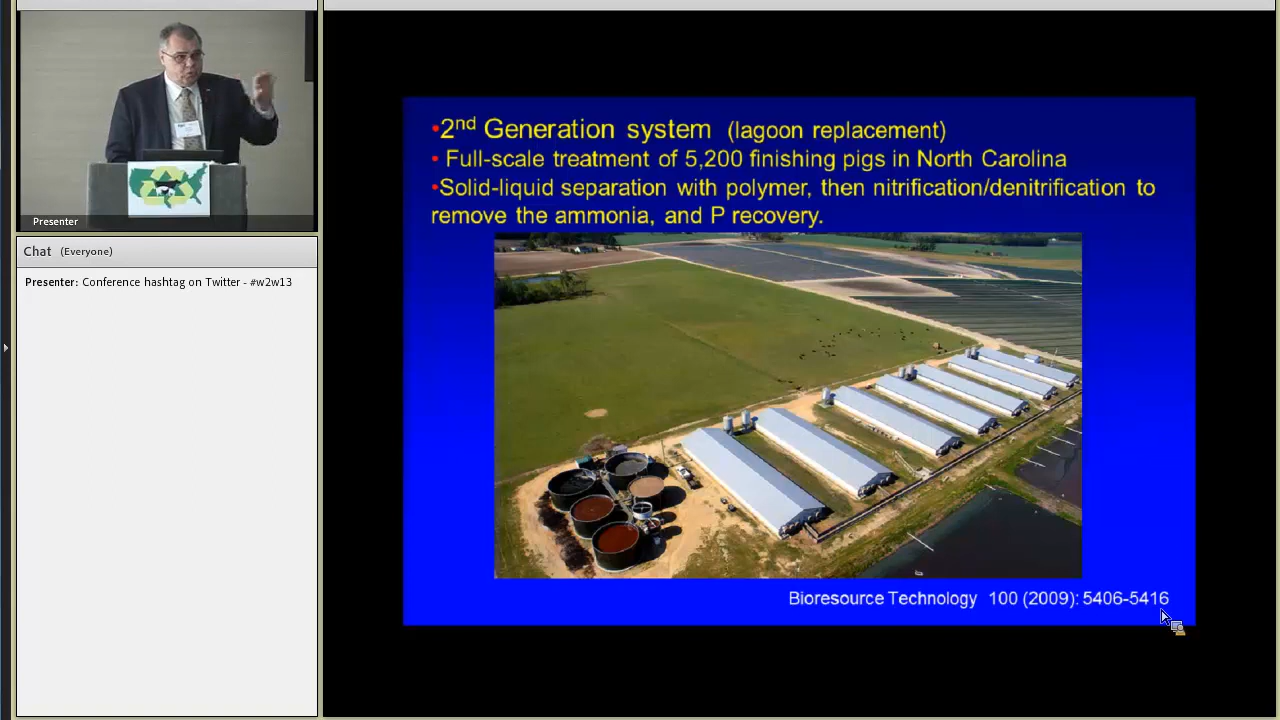 Presenter
Chat (Everyone)
Presenter: Conference hashtag on Twitter - #w2w13
•2nd Generation system (lagoon replacement)
• Full-scale treatment of 5,200 finishing pigs in North Carolina
•Solid-liquid separation with polymer, then nitrification/denitrification to
remove the ammonia, and P recovery.
Bioresource Technology 100 (2009): 5406-5416